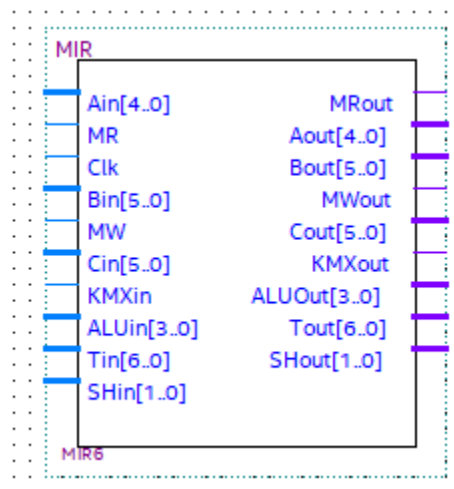 MIR
Ain[4..0] MRout
MR Aout[4..0]
Clk Bout[5..0]
Bin[5..0] MWout
MW Cout[5..0]
Cin[5..0] KMXout
KMXin ALUOut[3..0]
ALUin[3..0] Tout[6..0]
Tin[6..0] SHout[1..0]
SHin[1..0]
MIR6